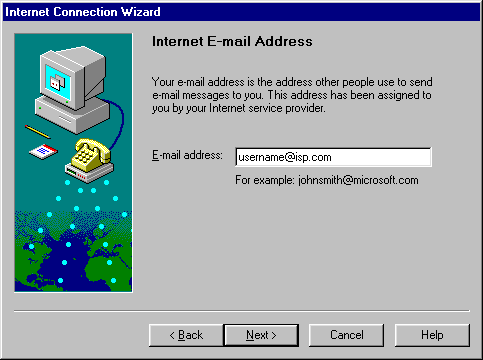 Internet Connection Wizard
Internet E-mail Address
Your e-mail address is the address other people use to send
e-mail messages to you. This address has been assigned to
you by your Internet service provider.
E-mail address:
username@isp.com
For example: johnsmith@microsoft.com
< Back
Next >
Cancel
Help